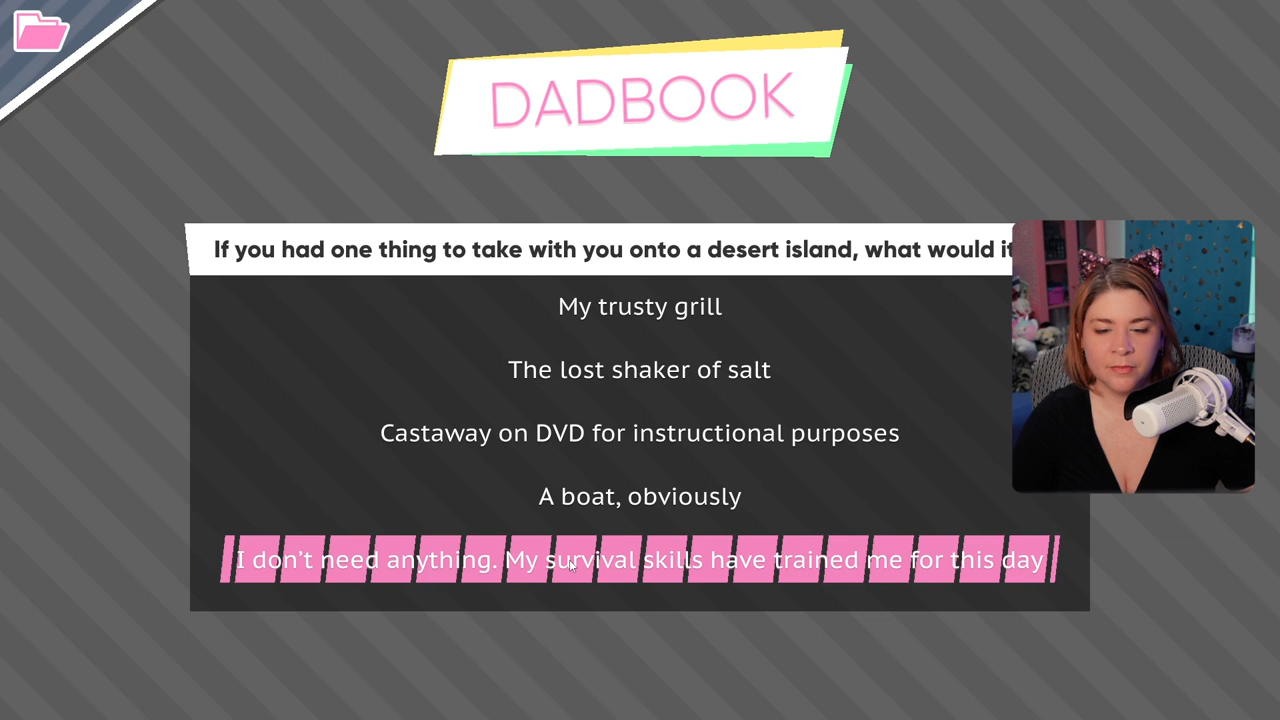 DADBOOK
If you had one thing to take with you onto a desert island, what would it
My trusty grill
The lost shaker of salt
Castaway on DVD for instructional purposes
A boat, obviously
I don't need anything. My survival skills have trained me for this day